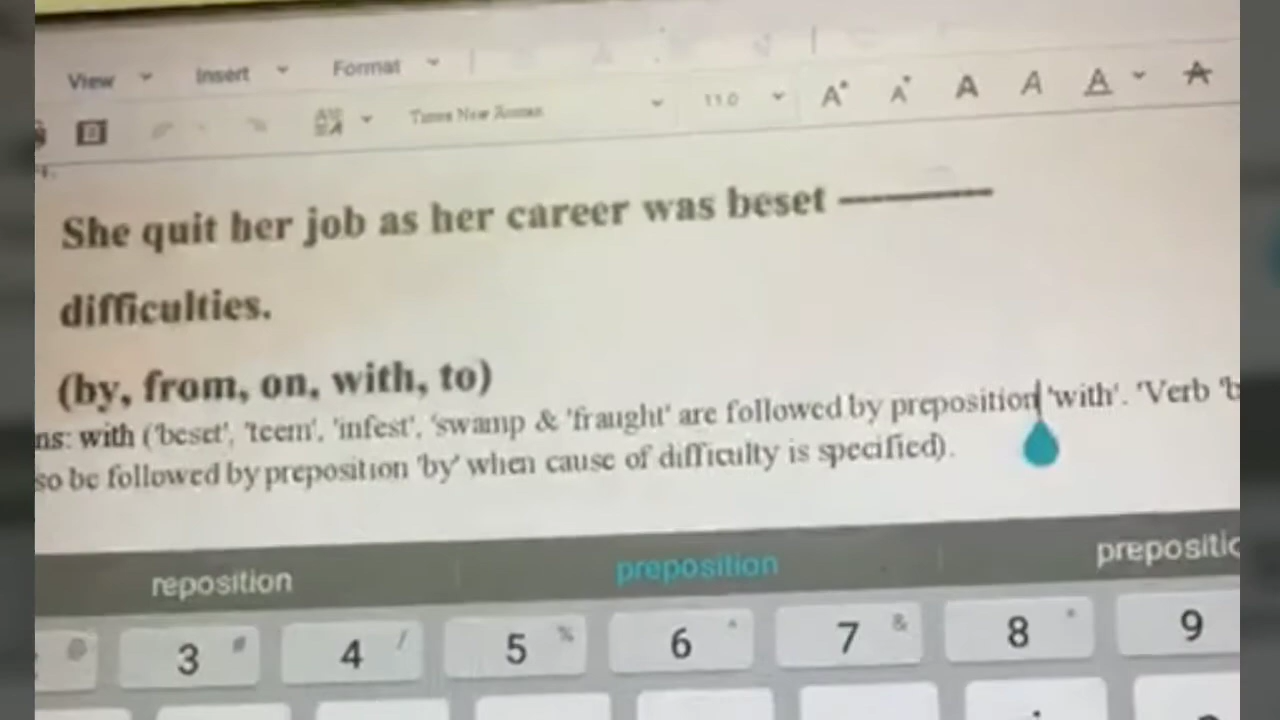 View Insert Format
Times New Roman 11.0
She quit her job as her career was beset ————
difficulties.
(by, from, on, with, to)
ns: with ('beset', 'teem', 'infest', 'swamp & 'fraught' are followed by preposition 'with'. 'Verb 'b
so be followed by preposition 'by' when cause of difficulty is specified).
reposition preposition prepositic
@ 3 # 4 / 5 % 6 ^ 7 & 8 * 9